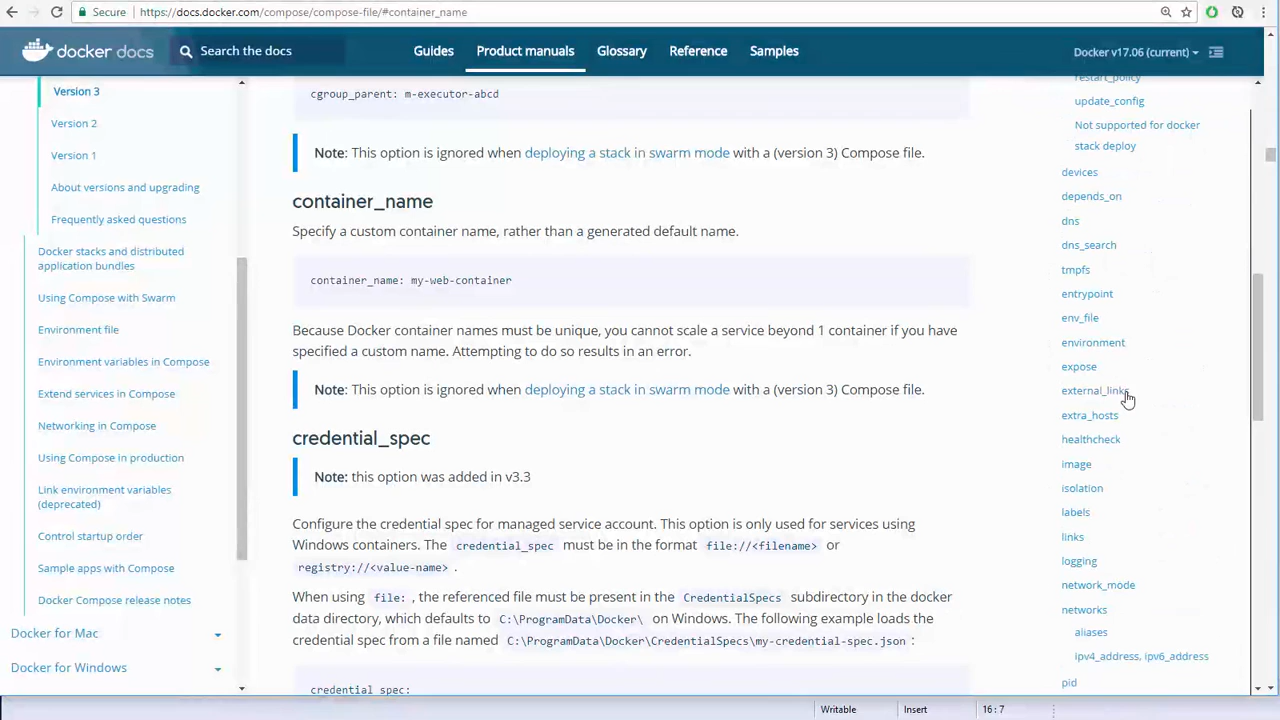 Secure
https://docs.docker.com/compose/compose-file/#container_name
docker docs
Search the docs
Guides
Product manuals
Glossary
Reference
Samples
Docker v17.06 (current)
Version 3
Version 2
Version 1
About versions and upgrading
Frequently asked questions
Docker stacks and distributed
application bundles
Using Compose with Swarm
Environment file
Environment variables in Compose
Extend services in Compose
Networking in Compose
Using Compose in production
Link environment variables
(deprecated)
Control startup order
Sample apps with Compose
Docker Compose release notes
Docker for Mac
Docker for Windows
cgroup_parent: m-executor-abcd
Note: This option is ignored when deploying a stack in swarm mode with a (version 3) Compose file.
container_name
Specify a custom container name, rather than a generated default name.
container_name: my-web-container
Because Docker container names must be unique, you cannot scale a service beyond 1 container if you have
specified a custom name. Attempting to do so results in an error.
Note: This option is ignored when deploying a stack in swarm mode with a (version 3) Compose file.
credential_spec
Note: this option was added in v3.3
Configure the credential spec for managed service account. This option is only used for services using
Windows containers. The credential_spec must be in the format file://<filename> or
registry://<value-name> .
When using file: , the referenced file must be present in the CredentialSpecs subdirectory in the docker
data directory, which defaults to C:\ProgramData\Docker\ on Windows. The following example loads the
credential spec from a file named C:\ProgramData\Docker\CredentialSpecs\my-credential-spec.json :
credential_spec:
restart_policy
update_config
Not supported for docker
stack deploy
devices
depends_on
dns
dns_search
tmpfs
entrypoint
env_file
environment
expose
external_links
extra_hosts
healthcheck
image
isolation
labels
links
logging
network_mode
networks
aliases
ipv4_address, ipv6_address
pid
Writable
Insert
16 : 7